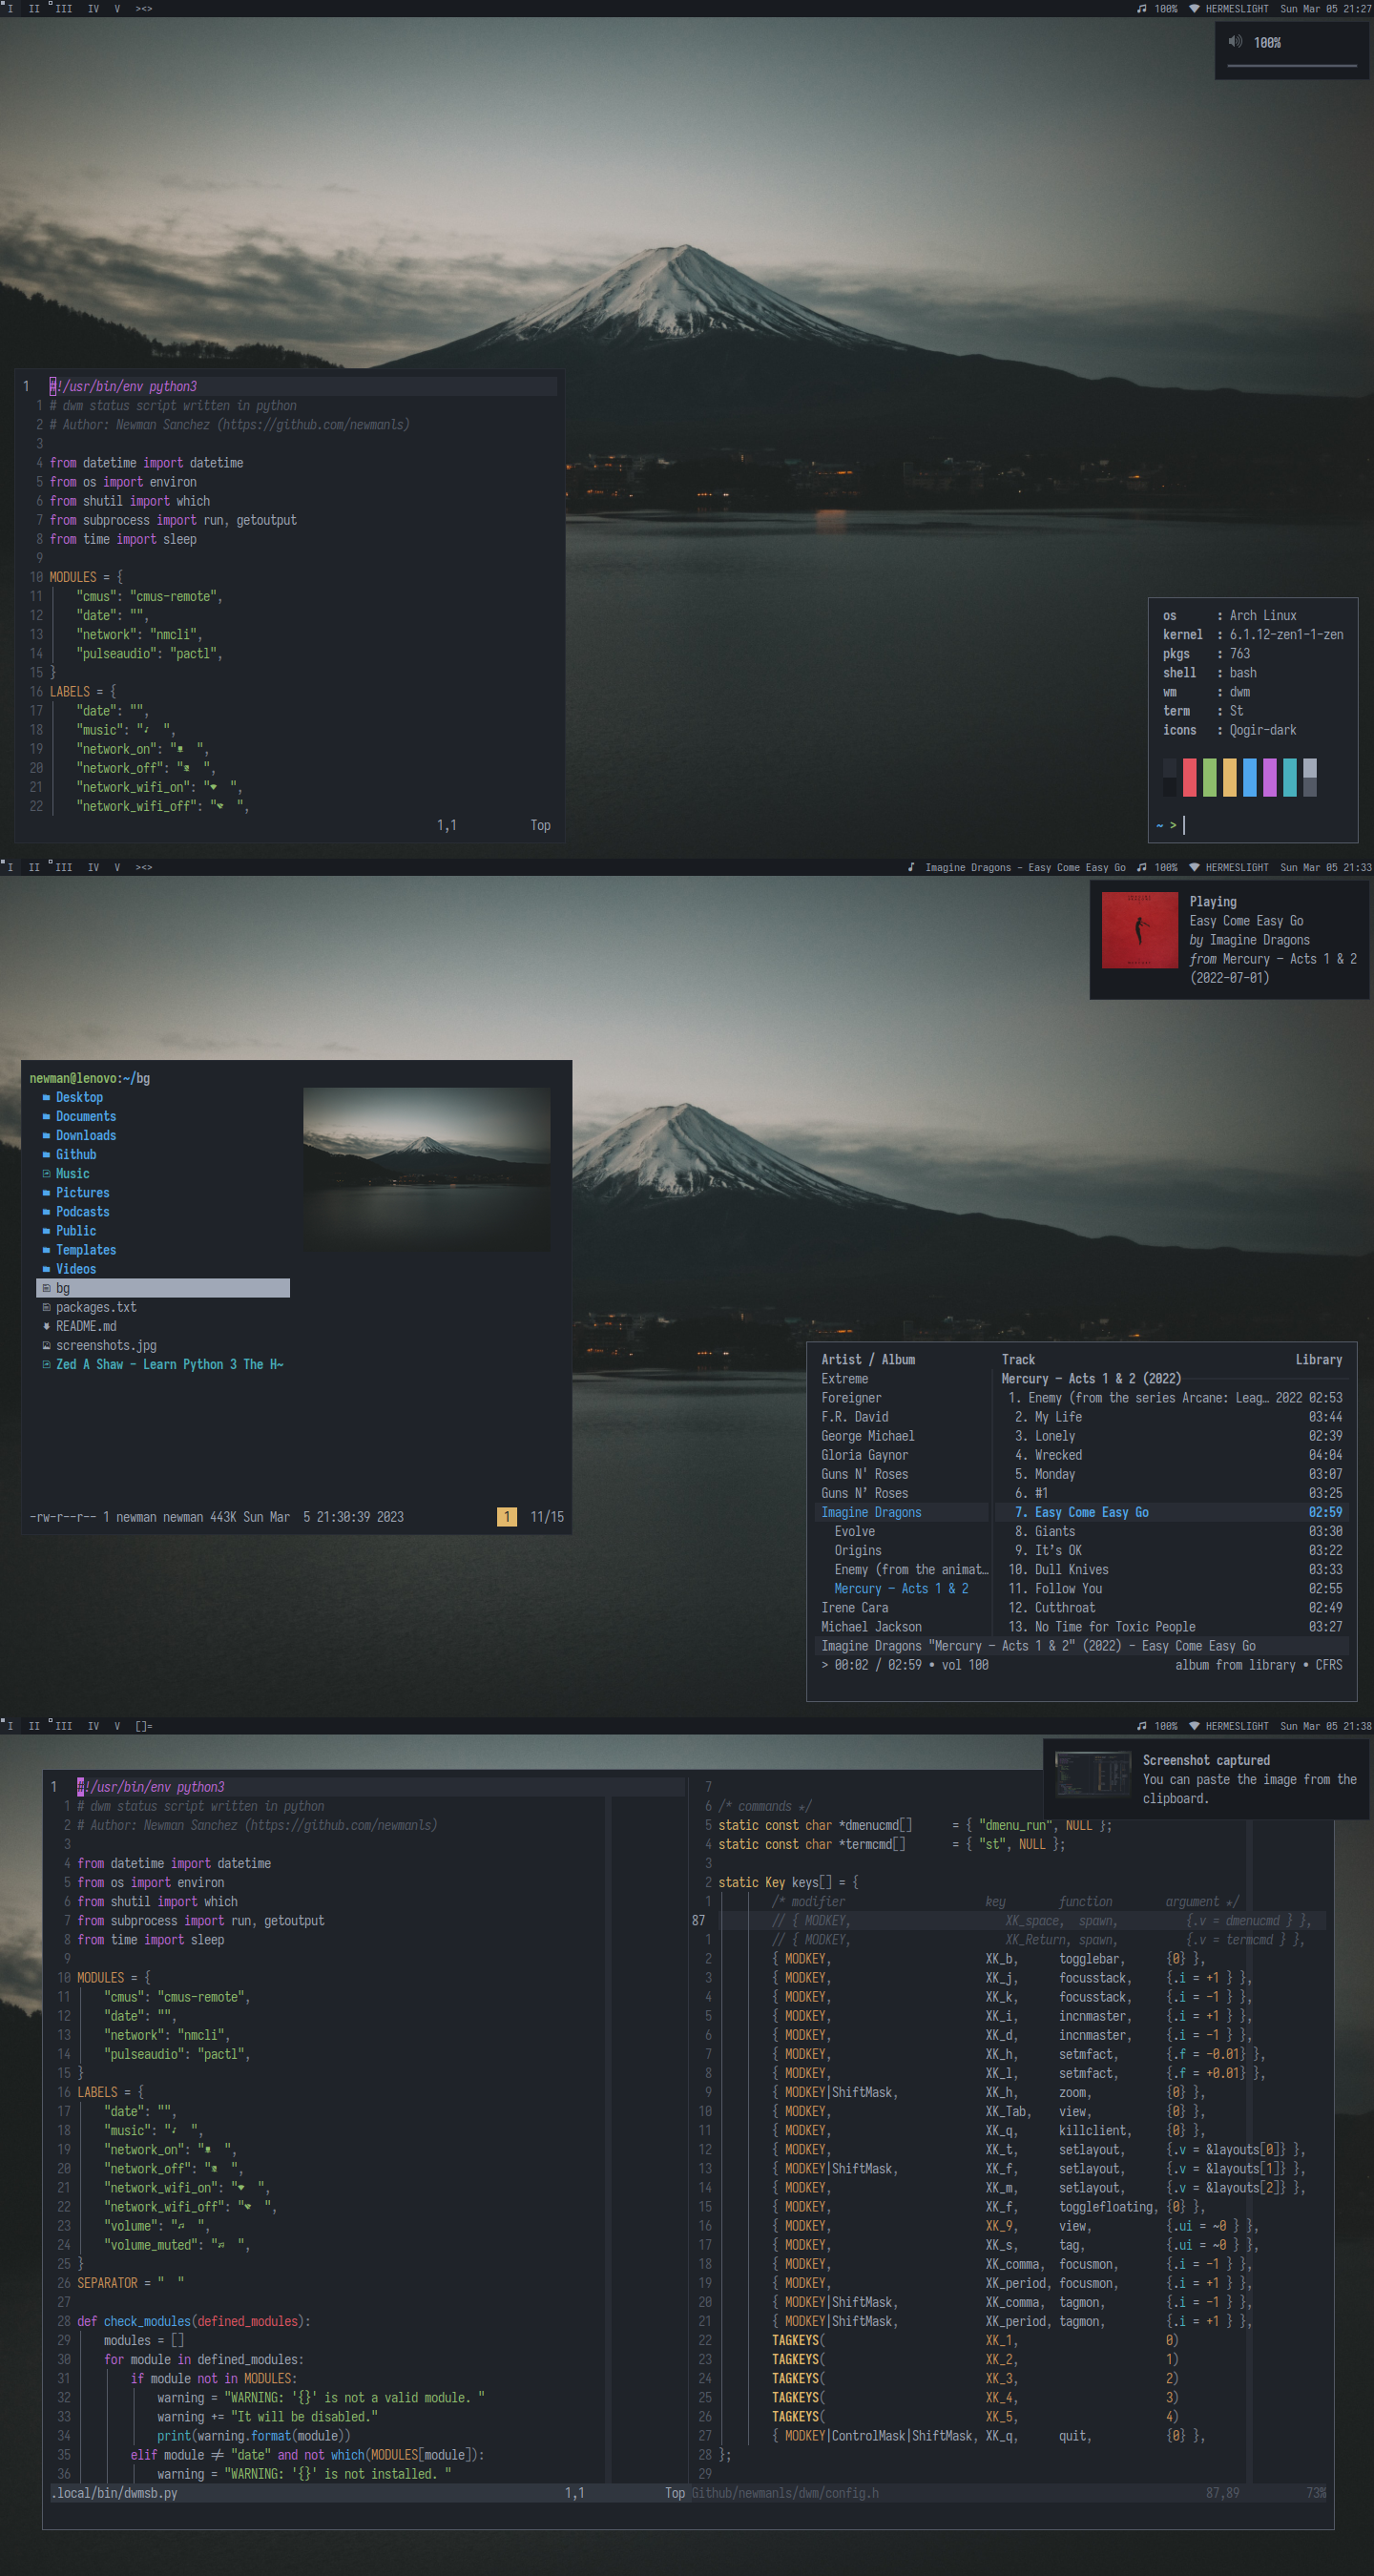 I II III IV V ><>
100% HERMESLIGHT Sun Mar 05 21:27
100%
1 #!/usr/bin/env python3
1 # dwm status script written in python
2 # Author: Newman Sanchez (https://github.com/newmanls)
3
4 from datetime import datetime
5 from os import environ
6 from shutil import which
7 from subprocess import run, getoutput
8 from time import sleep
9
10 MODULES = {
11 "cmus": "cmus-remote",
12 "date": "",
13 "network": "nmcli",
14 "pulseaudio": "pactl",
15 }
16 LABELS = {
17 "date": "",
18 "music": "♪ ",
19 "network_on": " ",
20 "network_off": " ",
21 "network_wifi_on": " ",
22 "network_wifi_off": " ",
1,1 Top
os : Arch Linux
kernel : 6.1.12-zen1-1-zen
pkgs : 763
shell : bash
wm : dwm
term : St
icons : Qogir-dark
~ >
I II III IV V ><>
Imagine Dragons - Easy Come Easy Go 100% HERMESLIGHT Sun Mar 05 21:33
Playing
Easy Come Easy Go
by Imagine Dragons
from Mercury – Acts 1 & 2
(2022-07-01)
newman@lenovo:~/bg
Desktop
Documents
Downloads
Github
Music
Pictures
Podcasts
Public
Templates
Videos
bg
packages.txt
README.md
screenshots.jpg
Zed A Shaw - Learn Python 3 The H~
-rw-r--r-- 1 newman newman 443K Sun Mar 5 21:30:39 2023 1 11/15
Artist / Album Track Library
Extreme Mercury – Acts 1 & 2 (2022)
Foreigner 1. Enemy (from the series Arcane: Leag… 2022 02:53
F.R. David 2. My Life 03:44
George Michael 3. Lonely 02:39
Gloria Gaynor 4. Wrecked 04:04
Guns N' Roses 5. Monday 03:07
Guns N’ Roses 6. #1 03:25
Imagine Dragons 7. Easy Come Easy Go 02:59
Evolve 8. Giants 03:30
Origins 9. It’s OK 03:22
Enemy (from the animat… 10. Dull Knives 03:33
Mercury – Acts 1 & 2 11. Follow You 02:55
Irene Cara 12. Cutthroat 02:49
Michael Jackson 13. No Time for Toxic People 03:27
Imagine Dragons "Mercury – Acts 1 & 2" (2022) - Easy Come Easy Go
> 00:02 / 02:59 • vol 100 album from library • CFRS
I II III IV V []=
100% HERMESLIGHT Sun Mar 05 21:38
Screenshot captured
You can paste the image from the
clipboard.
1 #!/usr/bin/env python3
1 # dwm status script written in python
2 # Author: Newman Sanchez (https://github.com/newmanls)
3
4 from datetime import datetime
5 from os import environ
6 from shutil import which
7 from subprocess import run, getoutput
8 from time import sleep
9
10 MODULES = {
11 "cmus": "cmus-remote",
12 "date": "",
13 "network": "nmcli",
14 "pulseaudio": "pactl",
15 }
16 LABELS = {
17 "date": "",
18 "music": "♪ ",
19 "network_on": " ",
20 "network_off": " ",
21 "network_wifi_on": " ",
22 "network_wifi_off": " ",
23 "volume": "♫ ",
24 "volume_muted": "♫ ",
25 }
26 SEPARATOR = " "
27
28 def check_modules(defined_modules):
29 modules = []
30 for module in defined_modules:
31 if module not in MODULES:
32 warning = "WARNING: '{}' is not a valid module. "
33 warning += "It will be disabled."
34 print(warning.format(module))
35 elif module ≠ "date" and not which(MODULES[module]):
36 warning = "WARNING: '{}' is not installed. "
.local/bin/dwmsb.py 1,1 Top
7
6 /* commands */
5 static const char *dmenucmd[] = { "dmenu_run", NULL };
4 static const char *termcmd[] = { "st", NULL };
3
2 static Key keys[] = {
1 /* modifier key function argument */
87 // { MODKEY, XK_space, spawn, {.v = dmenucmd } },
1 // { MODKEY, XK_Return, spawn, {.v = termcmd } },
2 { MODKEY, XK_b, togglebar, {0} },
3 { MODKEY, XK_j, focusstack, {.i = +1 } },
4 { MODKEY, XK_k, focusstack, {.i = -1 } },
5 { MODKEY, XK_i, incnmaster, {.i = +1 } },
6 { MODKEY, XK_d, incnmaster, {.i = -1 } },
7 { MODKEY, XK_h, setmfact, {.f = -0.01} },
8 { MODKEY, XK_l, setmfact, {.f = +0.01} },
9 { MODKEY|ShiftMask, XK_h, zoom, {0} },
10 { MODKEY, XK_Tab, view, {0} },
11 { MODKEY, XK_q, killclient, {0} },
12 { MODKEY, XK_t, setlayout, {.v = &layouts[0]} },
13 { MODKEY|ShiftMask, XK_f, setlayout, {.v = &layouts[1]} },
14 { MODKEY, XK_m, setlayout, {.v = &layouts[2]} },
15 { MODKEY, XK_f, togglefloating, {0} },
16 { MODKEY, XK_9, view, {.ui = ~0 } },
17 { MODKEY, XK_s, tag, {.ui = ~0 } },
18 { MODKEY, XK_comma, focusmon, {.i = -1 } },
19 { MODKEY, XK_period, focusmon, {.i = +1 } },
20 { MODKEY|ShiftMask, XK_comma, tagmon, {.i = -1 } },
21 { MODKEY|ShiftMask, XK_period, tagmon, {.i = +1 } },
22 TAGKEYS( XK_1, 0)
23 TAGKEYS( XK_2, 1)
24 TAGKEYS( XK_3, 2)
25 TAGKEYS( XK_4, 3)
26 TAGKEYS( XK_5, 4)
27 { MODKEY|ControlMask|ShiftMask, XK_q, quit, {0} },
28 };
29
Github/newmanls/dwm/config.h 87,89 73%